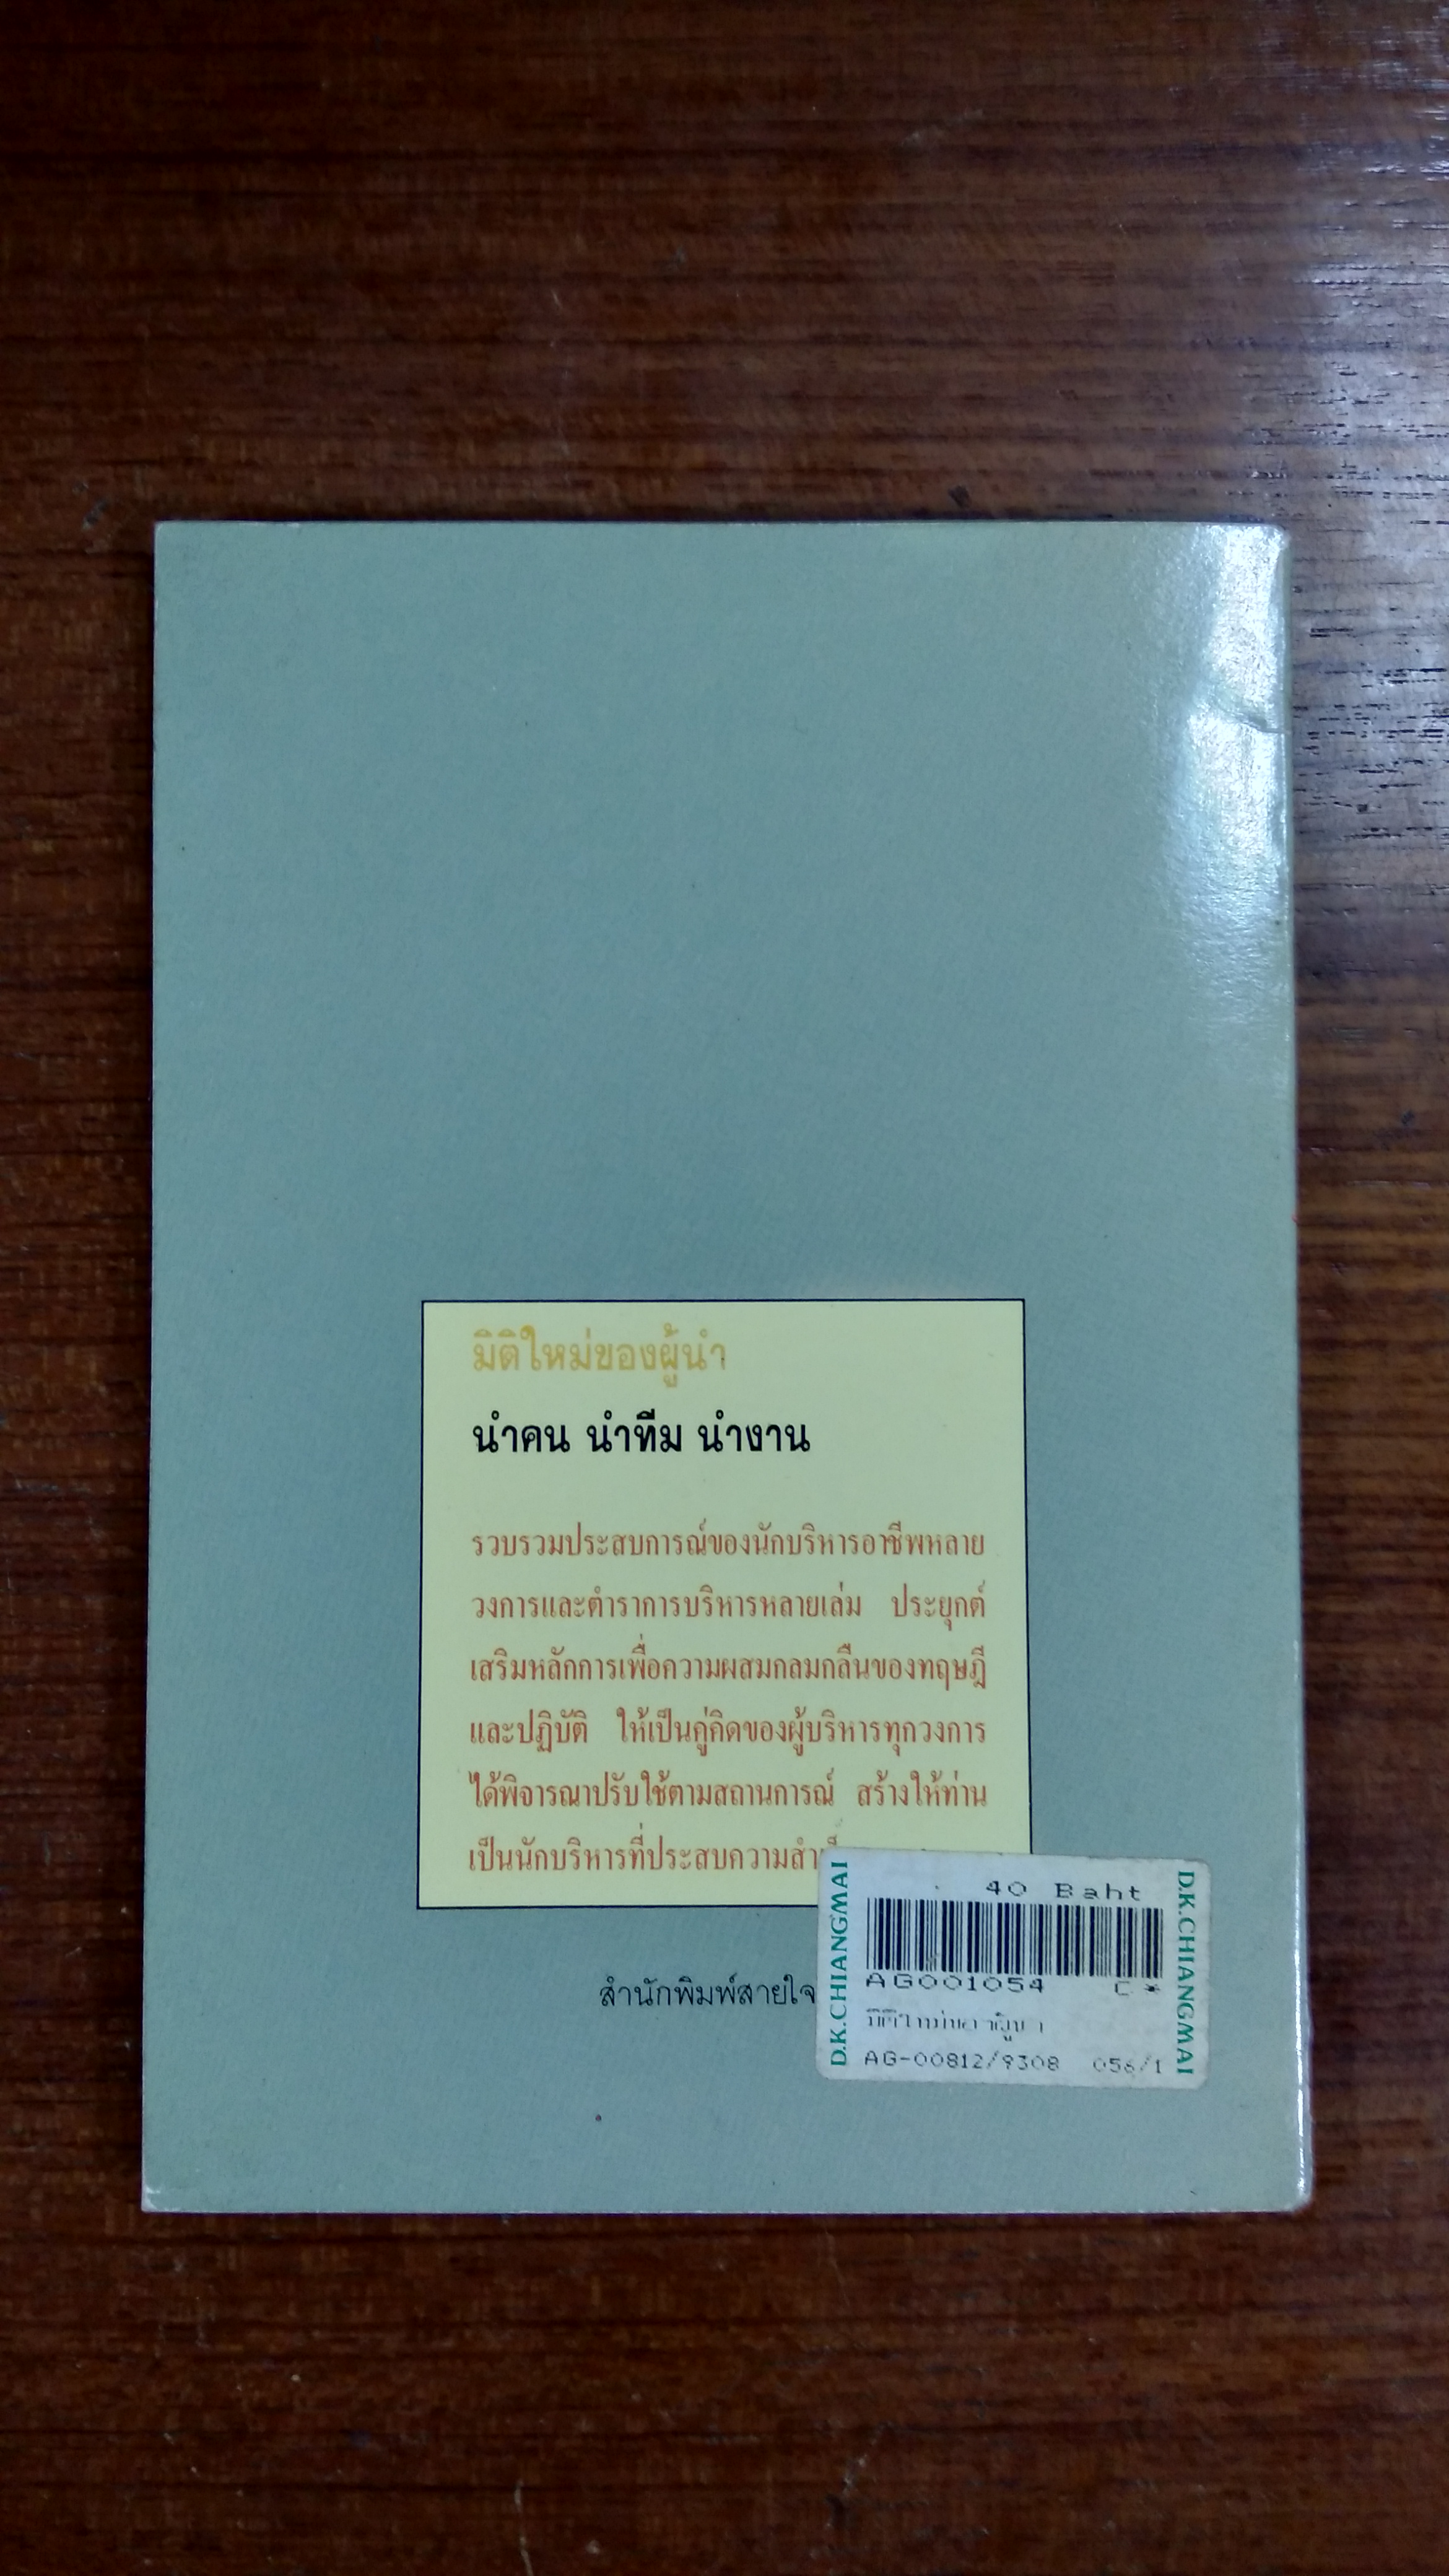 มิติใหม่ของผู้นำ
นำคน นำทีม นำงาน
รวบรวมประสบการณ์ของนักบริหารอาชีพหลาย
วงการและตำราการบริหารหลายเล่ม ประยุกต์
เสริมหลักการเพื่อความผสมกลมกลืนของทฤษฎี
และปฏิบัติ ให้เป็นคู่คิดของผู้บริหารทุกวงการ
ได้พิจารณาปรับใช้ตามสถานการณ์ สร้างให้ท่าน
เป็นนักบริหารที่ประสบความสำเ
สำนักพิมพ์สายใจ
D.K.CHIANGMAI
40 Baht
AG001054 C*
มิติใหม่ของผู้นำ
AG-00812/9308 056/1
D.K.CHIANGMAI